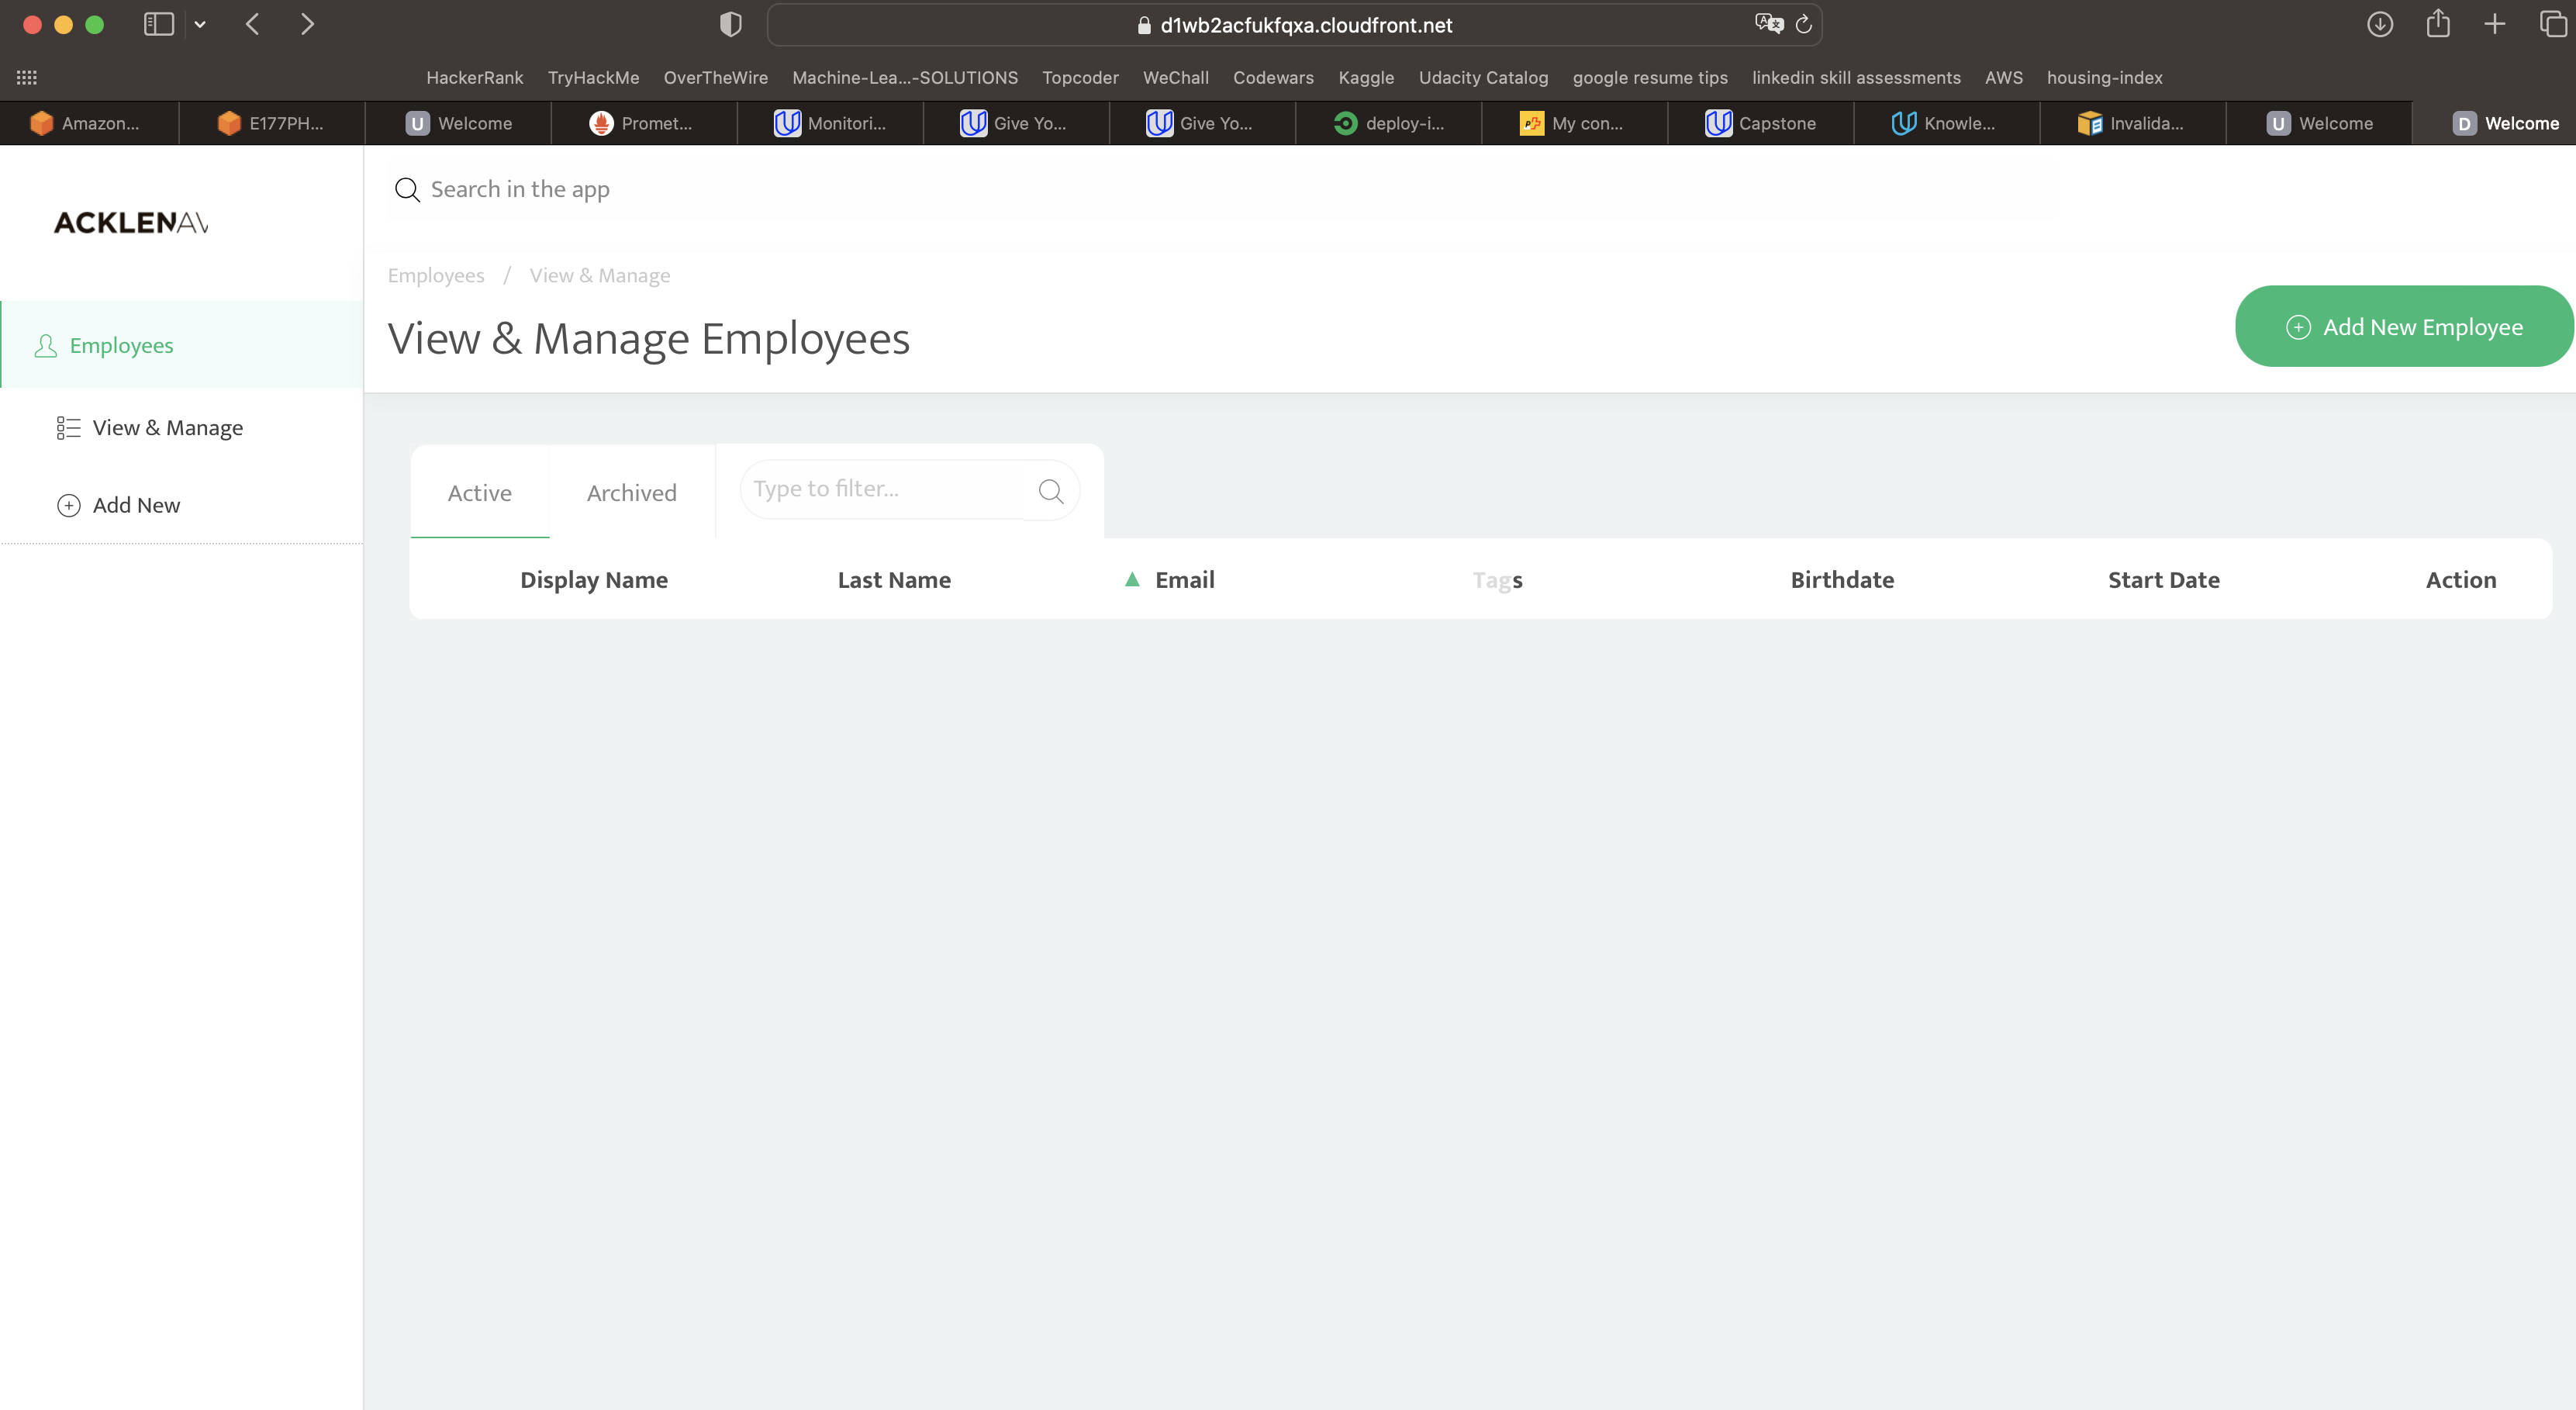 d1wb2acfukfqxa.cloudfront.net
HackerRank TryHackMe OverTheWire Machine-Lea...-SOLUTIONS Topcoder WeChall Codewars Kaggle Udacity Catalog google resume tips linkedin skill assessments AWS housing-index
Amazon... E177PH... U Welcome Promet... Monitori... Give Yo... Give Yo... deploy-i... My con... Capstone Knowle... Invalida... U Welcome D Welcome
ACKLENAV
Search in the app
Employees / View & Manage
View & Manage Employees
Add New Employee
Employees
View & Manage
Add New
Active Archived Type to filter...
Display Name Last Name Email Tags Birthdate Start Date Action